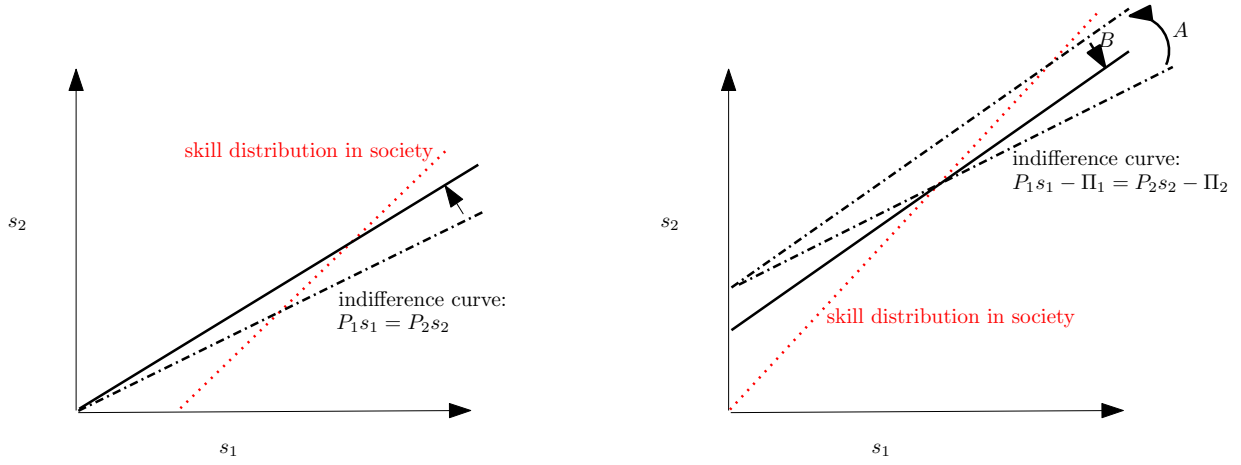 skill distribution in society
s₂
indifference curve:
P₁s₁ = P₂s₂
s₁
A
B
indifference curve:
P₁s₁ − Π₁ = P₂s₂ − Π₂
s₂
skill distribution in society
s₁